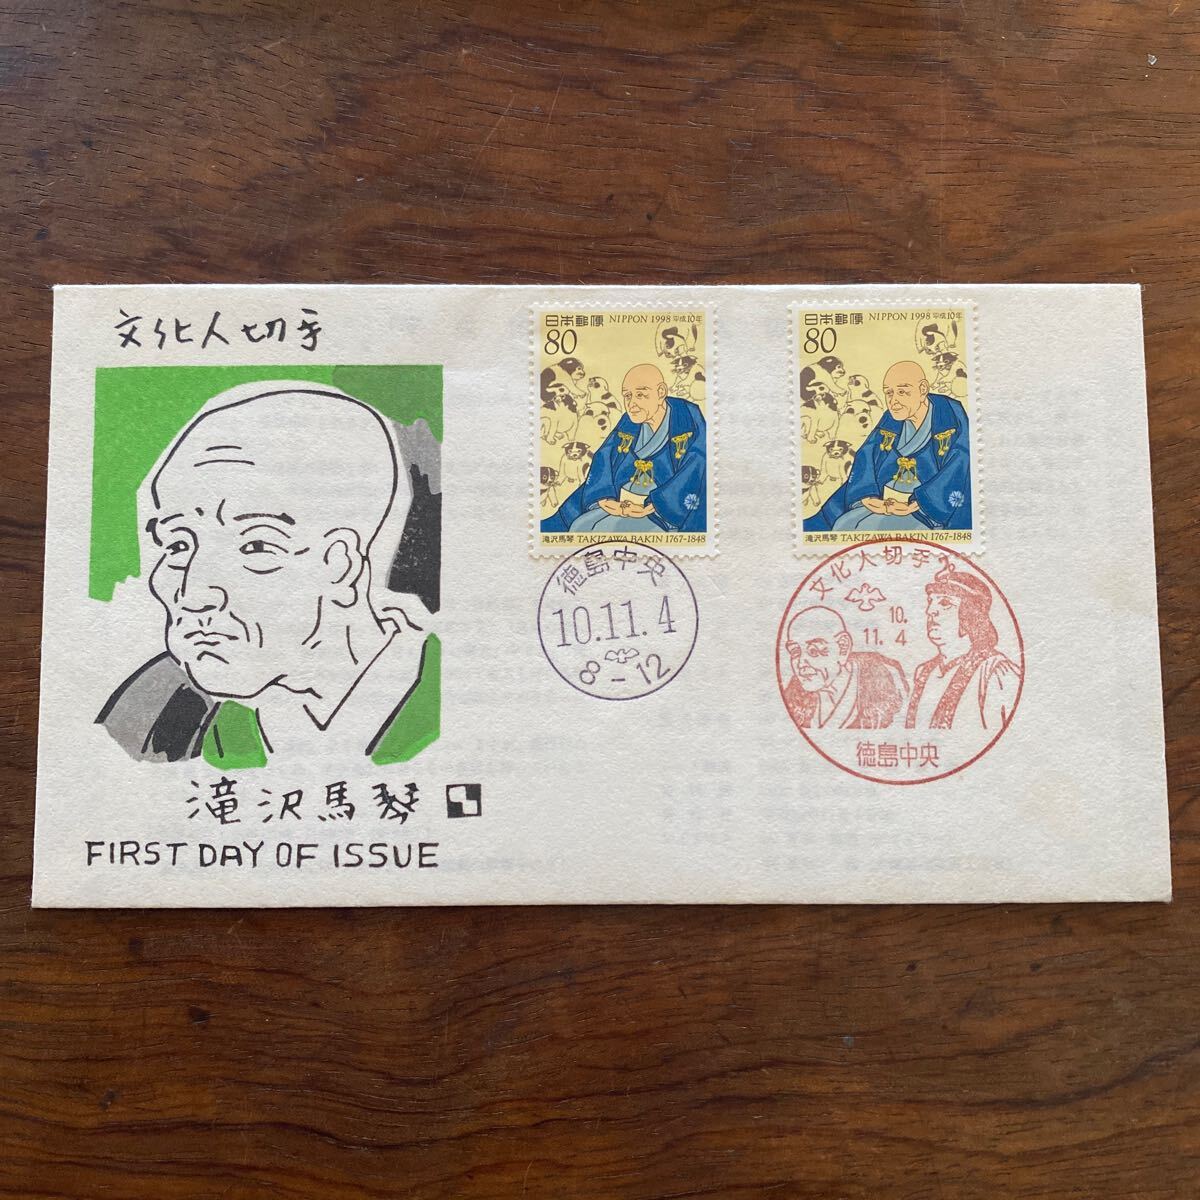 文化人切手
滝沢馬琴
FIRST DAY OF ISSUE
日本郵便 NIPPON 1998 平成10年
80
滝沢馬琴 TAKIZAWA BAKIN 1767-1848
徳島中央
10.11.4
8-12
日本郵便 NIPPON 1998 平成10年
80
滝沢馬琴 TAKIZAWA BAKIN 1767-1848
文化人切手
10.
11.4
徳島中央